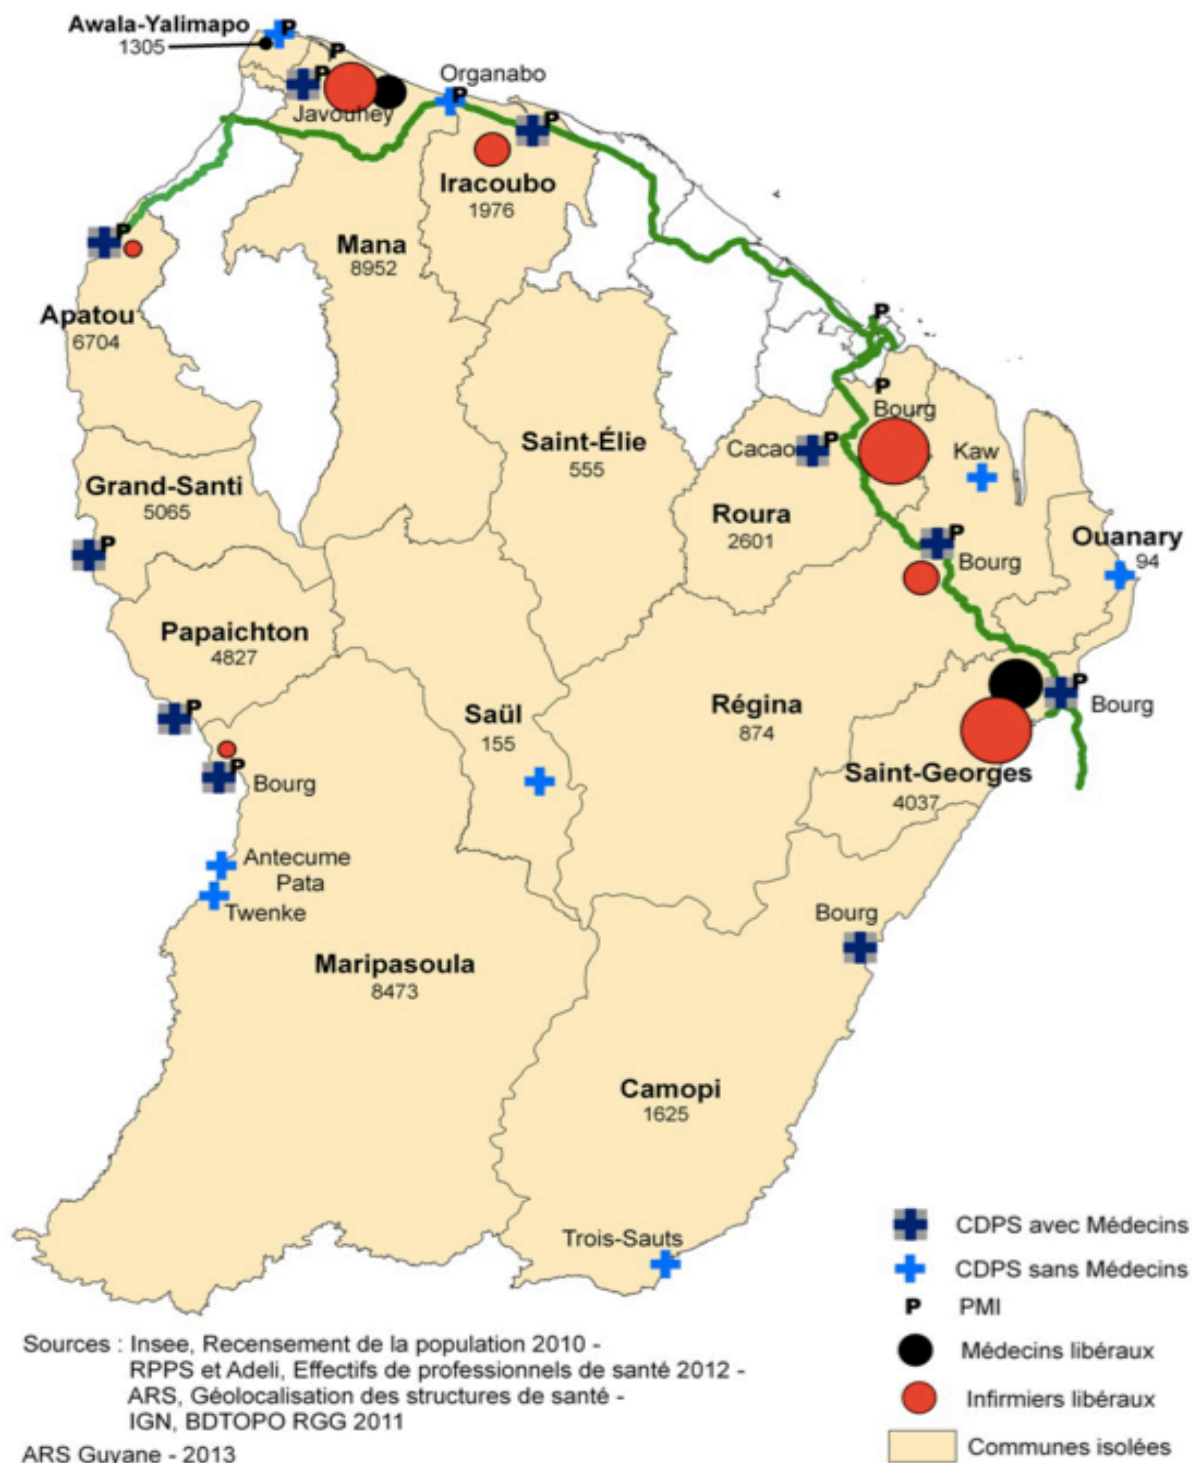 Awala-Yalimapo P
1305
P
P
Javouhey
Organabo
P
P
Iracoubo
1976
P
Mana
8952
Apatou
6704
P
P
Bourg
Saint-Élie
555
Cacao P
Kaw
Grand-Santi
5065
Roura
2601
P
P
Bourg
Ouanary
94
Papaichton
4827
P
Saül
155
Régina
874
P
Bourg
P
Bourg
Saint-Georges
4037
Antecume
Pata
Twenke
Bourg
Maripasoula
8473
Camopi
1625
Trois-Sauts
CDPS avec Médecins
CDPS sans Médecins
P PMI
Médecins libéraux
Infirmiers libéraux
Communes isolées
Sources : Insee, Recensement de la population 2010 -
RPPS et Adeli, Effectifs de professionnels de santé 2012 -
ARS, Géolocalisation des structures de santé -
IGN, BDTOPO RGG 2011
ARS Guyane - 2013